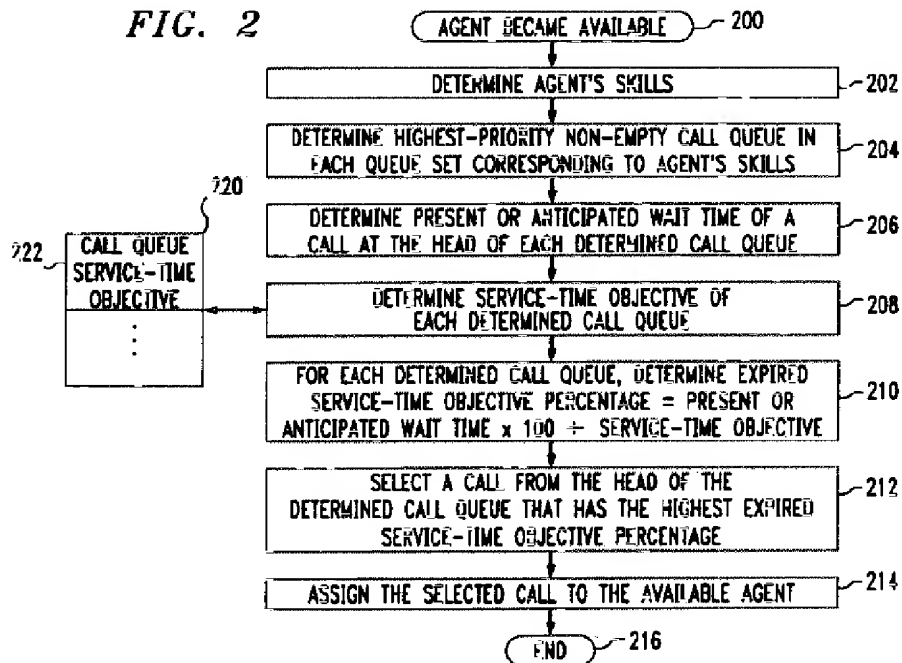 FIG. 2
AGENT BECAME AVAILABLE
200
DETERMINE AGENT'S SKILLS
202
DETERMINE HIGHEST-PRIORITY NON-EMPTY CALL QUEUE IN
EACH QUEUE SET CORRESPONDING TO AGENT'S SKILLS
204
DETERMINE PRESENT OR ANTICIPATED WAIT TIME OF A
CALL AT THE HEAD OF EACH DETERMINED CALL QUEUE
206
220
222
CALL QUEUE
SERVICE-TIME
OBJECTIVE
DETERMINE SERVICE-TIME OBJECTIVE OF
EACH DETERMINED CALL QUEUE
208
FOR EACH DETERMINED CALL QUEUE, DETERMINE EXPIRED
SERVICE-TIME OBJECTIVE PERCENTAGE = PRESENT OR
ANTICIPATED WAIT TIME x 100 ÷ SERVICE-TIME OBJECTIVE
210
SELECT A CALL FROM THE HEAD OF THE
DETERMINED CALL QUEUE THAT HAS THE HIGHEST EXPIRED
SERVICE-TIME OBJECTIVE PERCENTAGE
212
ASSIGN THE SELECTED CALL TO THE AVAILABLE AGENT
214
END
216